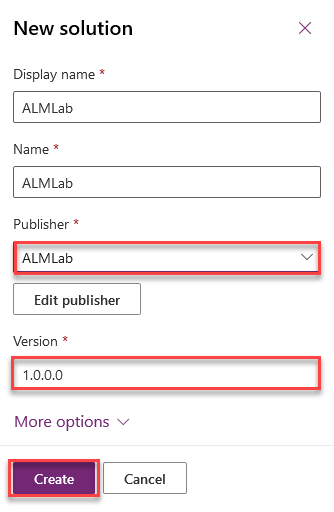 New solution
Display name *
ALMLab
Name *
ALMLab
Publisher *
ALMLab
Edit publisher
Version *
1.0.0.0
More options
Create Cancel